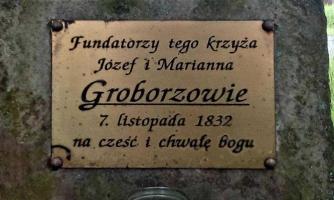 Fundatorzy tego krzyża
Józef i Marianna
Groborzowie
7. listopada 1832
na cześć i chwałę bogu